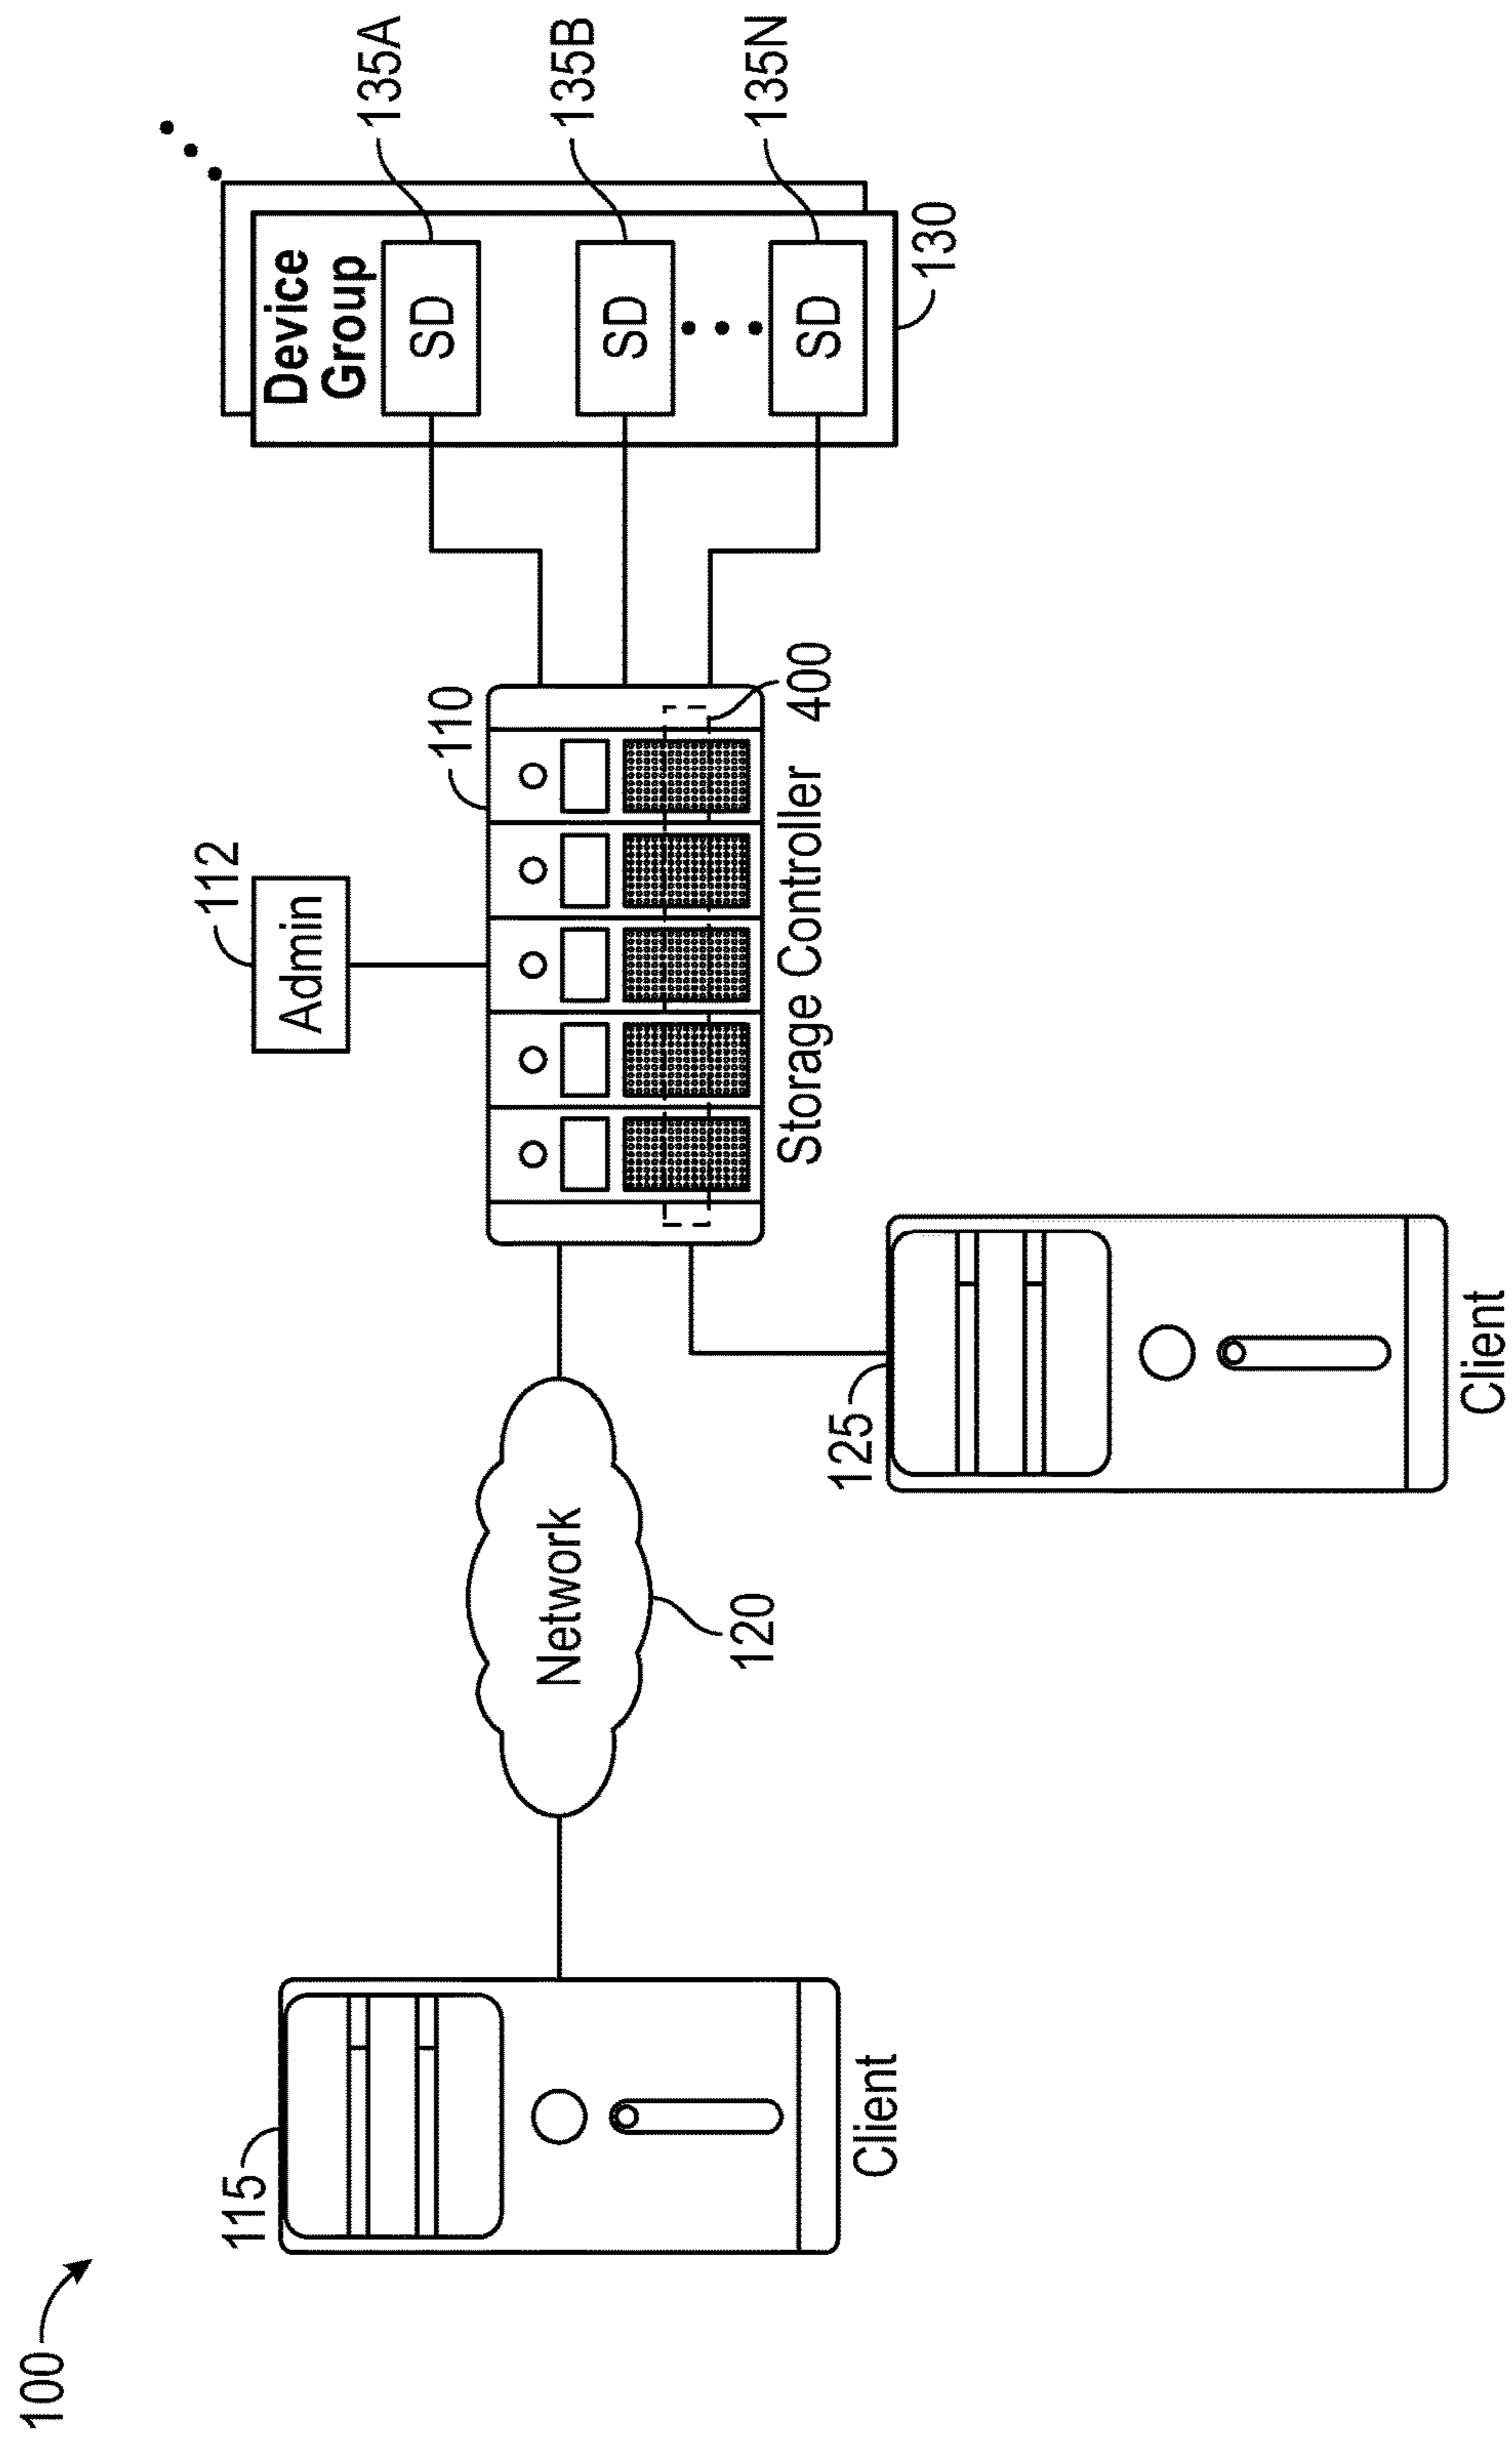 100
115
Client
Network
120
125
Client
112
Admin
110
Storage Controller
400
Device
Group
SD
135A
SD
135B
SD
135N
130